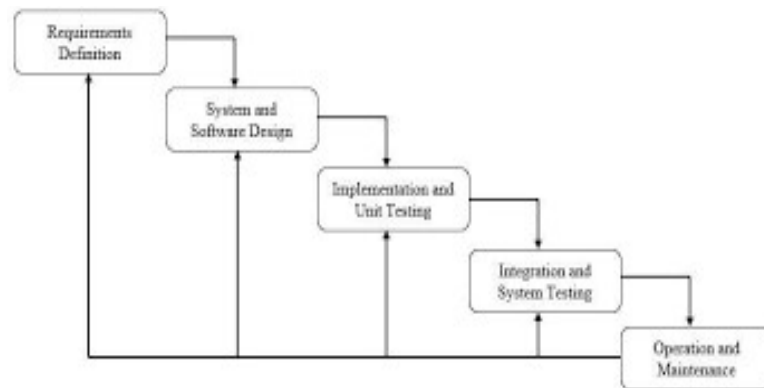 Requirements
Definition
System and
Software Design
Implementation and
Unit Testing
Integration and
System Testing
Operation and
Maintenance